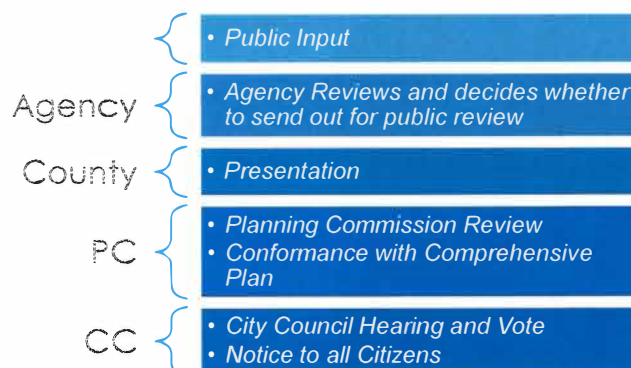 • Public Input
Agency
• Agency Reviews and decides whether
to send out for public review
County
• Presentation
PC
• Planning Commission Review
• Conformance with Comprehensive
Plan
CC
• City Council Hearing and Vote
• Notice to all Citizens